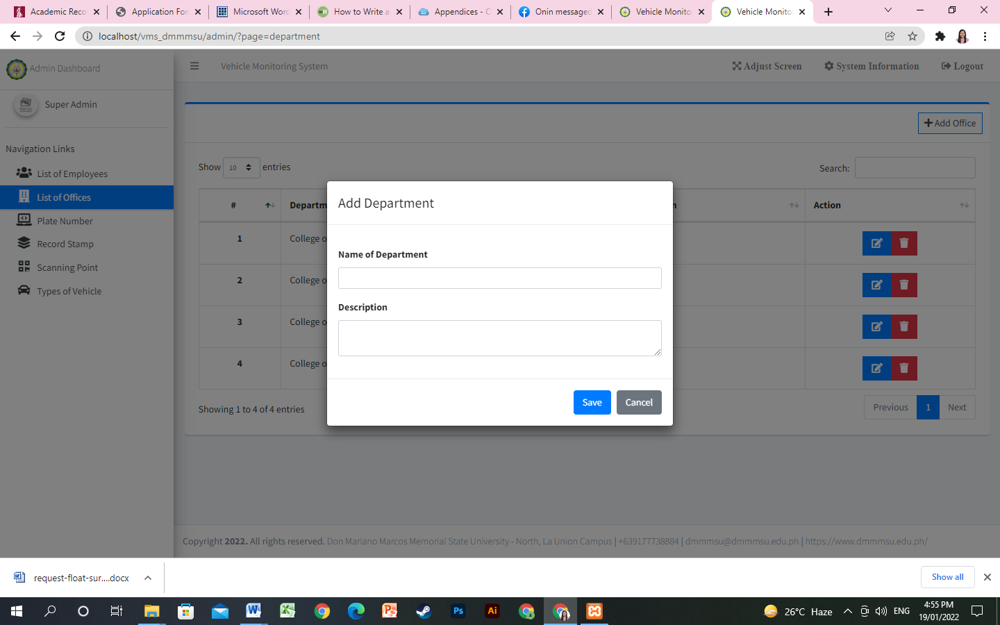 Academic Reco
Application For
Microsoft Word
How to Write a
Appendices - C
Onin messaged
Vehicle Monito
Vehicle Monito
localhost/vms_dmmmsu/admin/?page=department
Admin Dashboard
Vehicle Monitoring System
Adjust Screen
System Information
Logout
Super Admin
Navigation Links
List of Employees
List of Offices
Plate Number
Record Stamp
Scanning Point
Types of Vehicle
Add Office
Show 10 entries
Search:
# Departm n Action
1 College o
2 College o
3 College o
4 College o
Showing 1 to 4 of 4 entries
Previous 1 Next
Add Department
Name of Department
Description
Save Cancel
Copyright 2022. All rights reserved. Don Mariano Marcos Memorial State University - North, La Union Campus | +639177738884 | dmmmsu@dmmmsu.edu.ph | https://www.dmmmsu.edu.ph/
request-float-sur....docx
Show all
26°C Haze
ENG
4:55 PM
19/01/2022